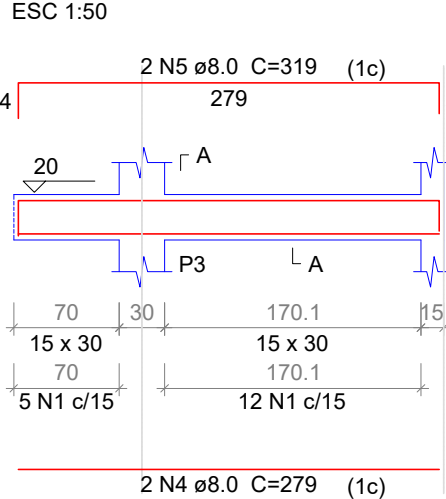 ESC 1:50
2 N5 ø8.0 C=319 (1c)
4 279
A
20
P3 A
70 30 170.1 15
15 x 30 15 x 30
70 170.1
5 N1 c/15 12 N1 c/15
2 N4 ø8.0 C=279 (1c)